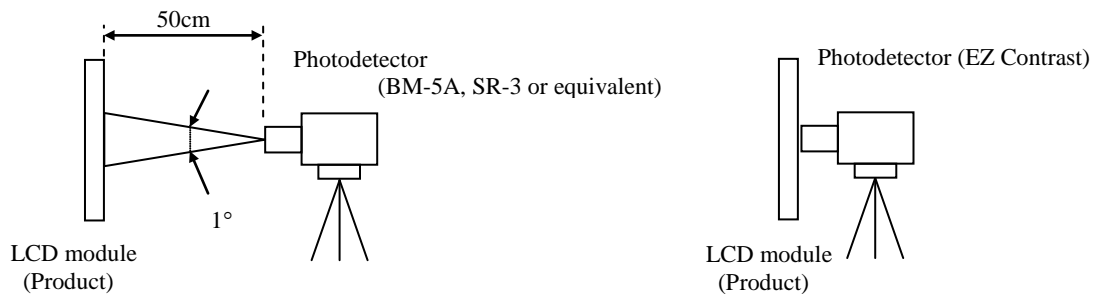 50cm
Photodetector
(BM-5A, SR-3 or equivalent)
1°
LCD module
(Product)
Photodetector (EZ Contrast)
LCD module
(Product)